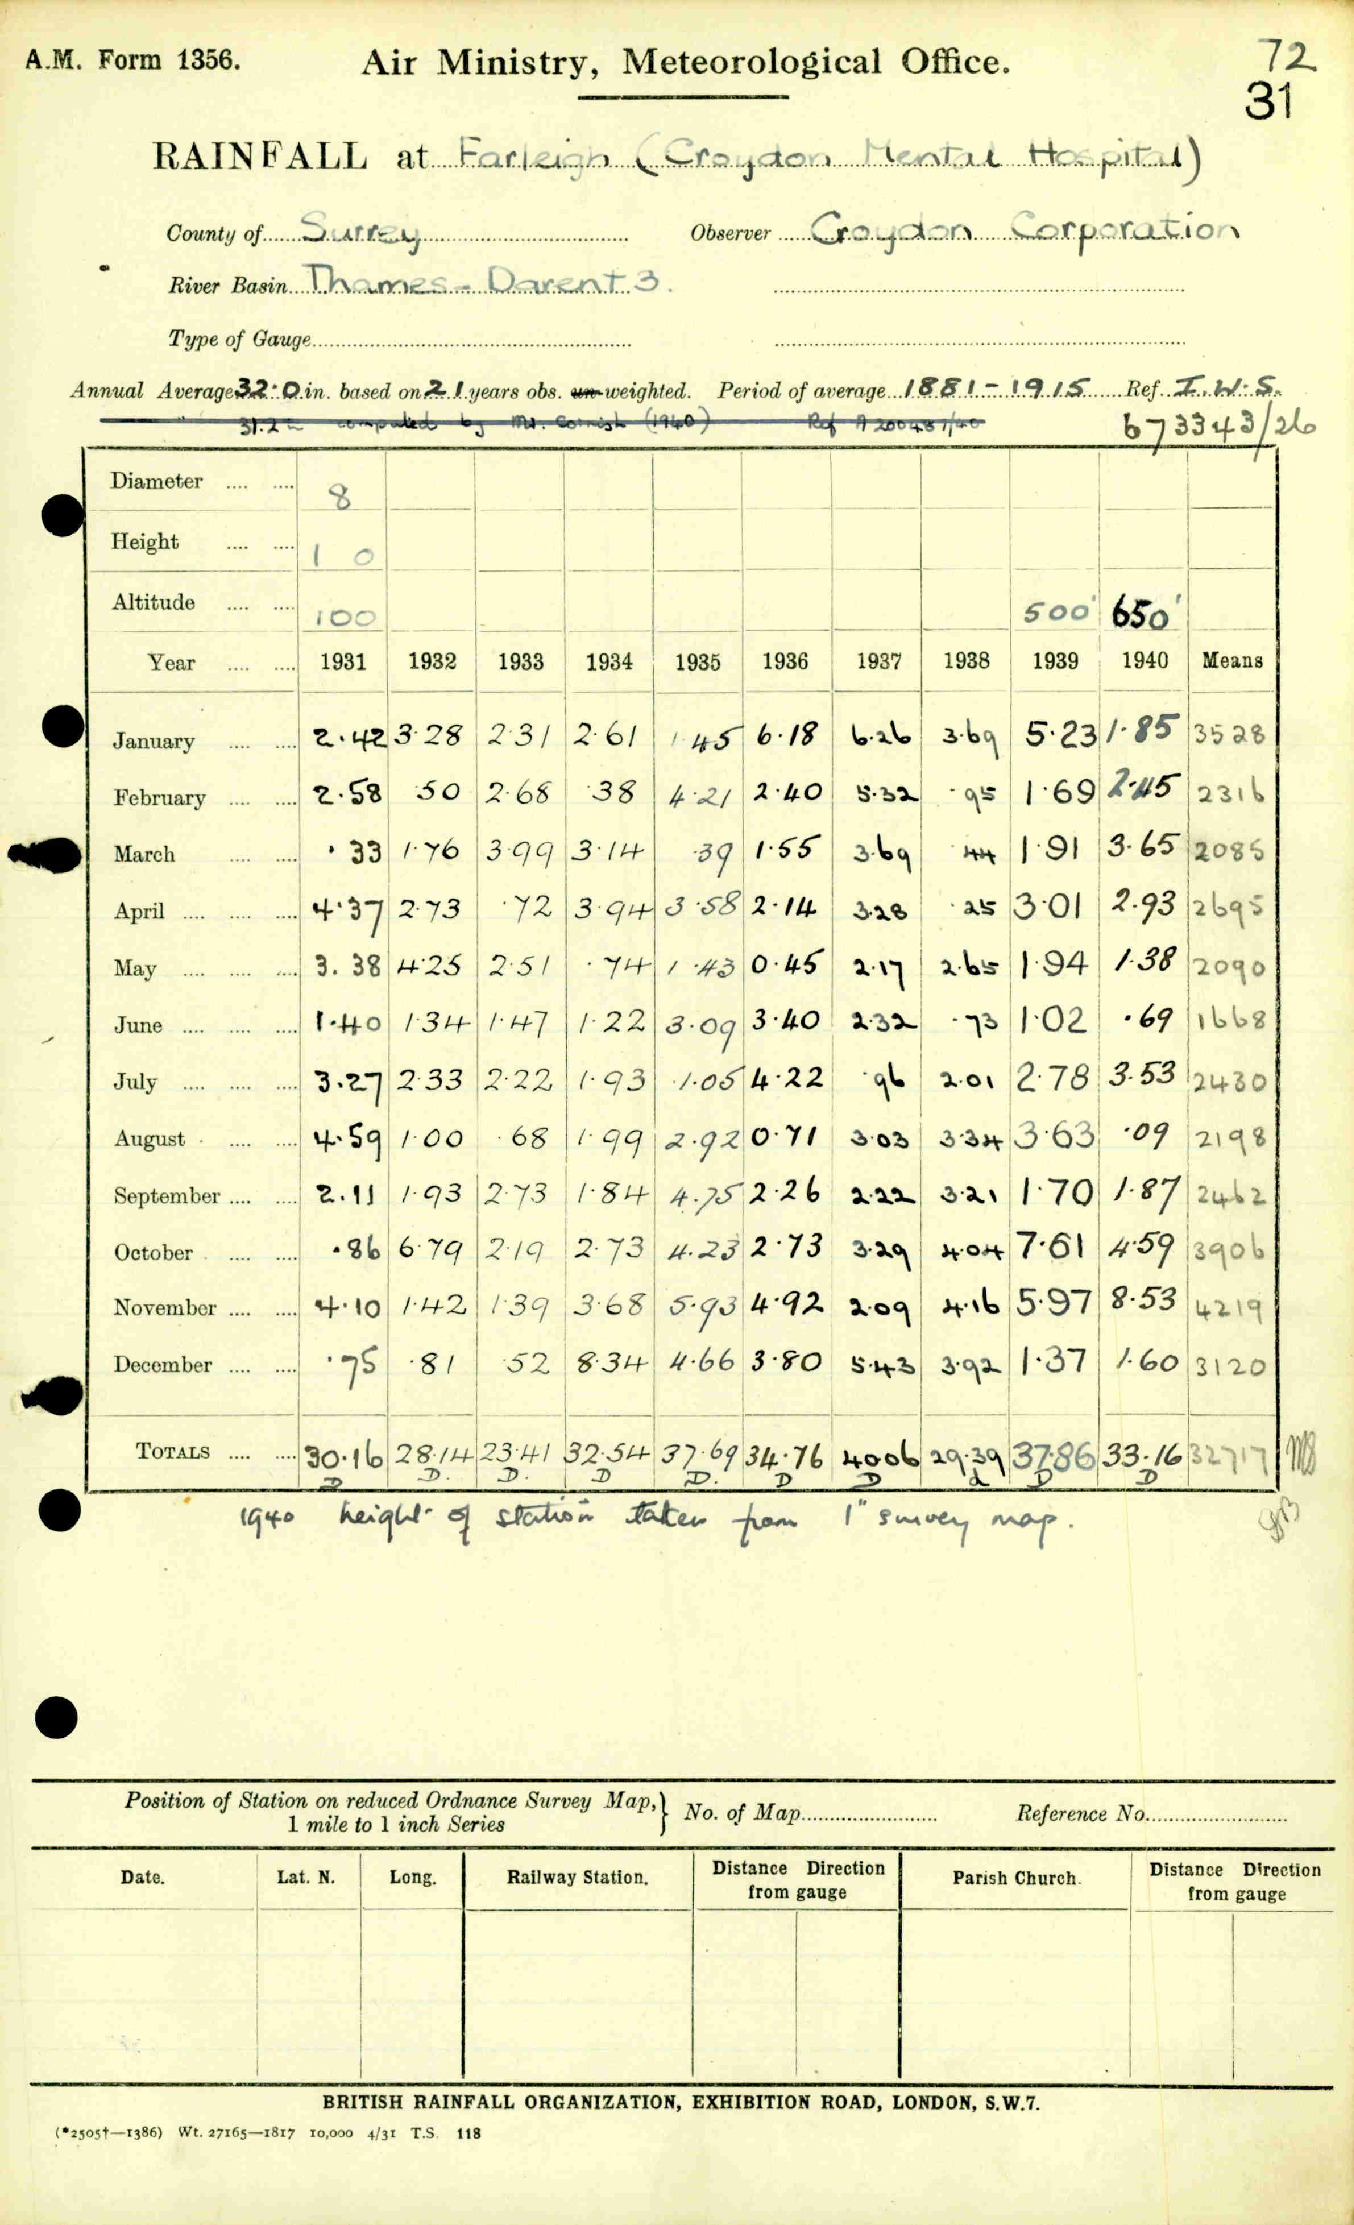 A.M. Form 1356. Air Ministry, Meteorological Office. 72
31
RAINFALL at Farleigh (Croydon Mental Hospital)
County of Surrey Observer Croydon Corporation
River Basin Thames - Darent 3.
Type of Gauge
Annual Average 32.0 in. based on 21 years obs. un-weighted. Period of average 1881-1915 Ref. I.W.S.
31.2 computed by Mr. Cornish (1940) Ref A200487/40 673343/26
Diameter 8
Height 1 0
Altitude 100 500' 650'
Year 1931 1932 1933 1934 1935 1936 1937 1938 1939 1940 Means
January 2.42 3.28 2.31 2.61 1.45 6.18 6.26 3.69 5.23 1.85 3528
February 2.58 .50 2.68 .38 4.21 2.40 5.32 .95 1.69 2.45 2316
March .33 1.76 3.99 3.14 .39 1.55 3.69 .44 1.91 3.65 2085
April 4.37 2.73 .72 3.94 3.58 2.14 3.28 .25 3.01 2.93 2695
May 3.38 4.25 2.51 .74 1.43 0.45 2.17 2.65 1.94 1.38 2090
June 1.40 1.34 1.47 1.22 3.09 3.40 2.32 .73 1.02 .69 1668
July 3.27 2.33 2.22 1.93 1.05 4.22 .96 2.01 2.78 3.53 2430
August 4.59 1.00 .68 1.99 2.92 0.71 3.03 3.34 3.63 .09 2198
September 2.11 1.93 2.73 1.84 4.75 2.26 2.22 3.21 1.70 1.87 2462
October .86 6.79 2.19 2.73 4.23 2.73 3.29 4.04 7.61 4.59 3906
November 4.10 1.42 1.39 3.68 5.93 4.92 2.09 4.16 5.97 8.53 4219
December .75 .81 .52 8.34 4.66 3.80 5.43 3.92 1.37 1.60 3120
TOTALS 30.16 28.14 23.41 32.54 37.69 34.76 40.06 29.39 37.86 33.16 32717
D D. D. D D. D D d D D
1940 height of station taken from 1" survey map.
Position of Station on reduced Ordnance Survey Map,} No. of Map Reference No.
1 mile to 1 inch Series
Date. Lat. N. Long. Railway Station. Distance Direction Parish Church. Distance Direction
from gauge from gauge
BRITISH RAINFALL ORGANIZATION, EXHIBITION ROAD, LONDON, S.W.7.
(*2505†—1386) Wt. 27165—1817 10,000 4/31 T.S. 118